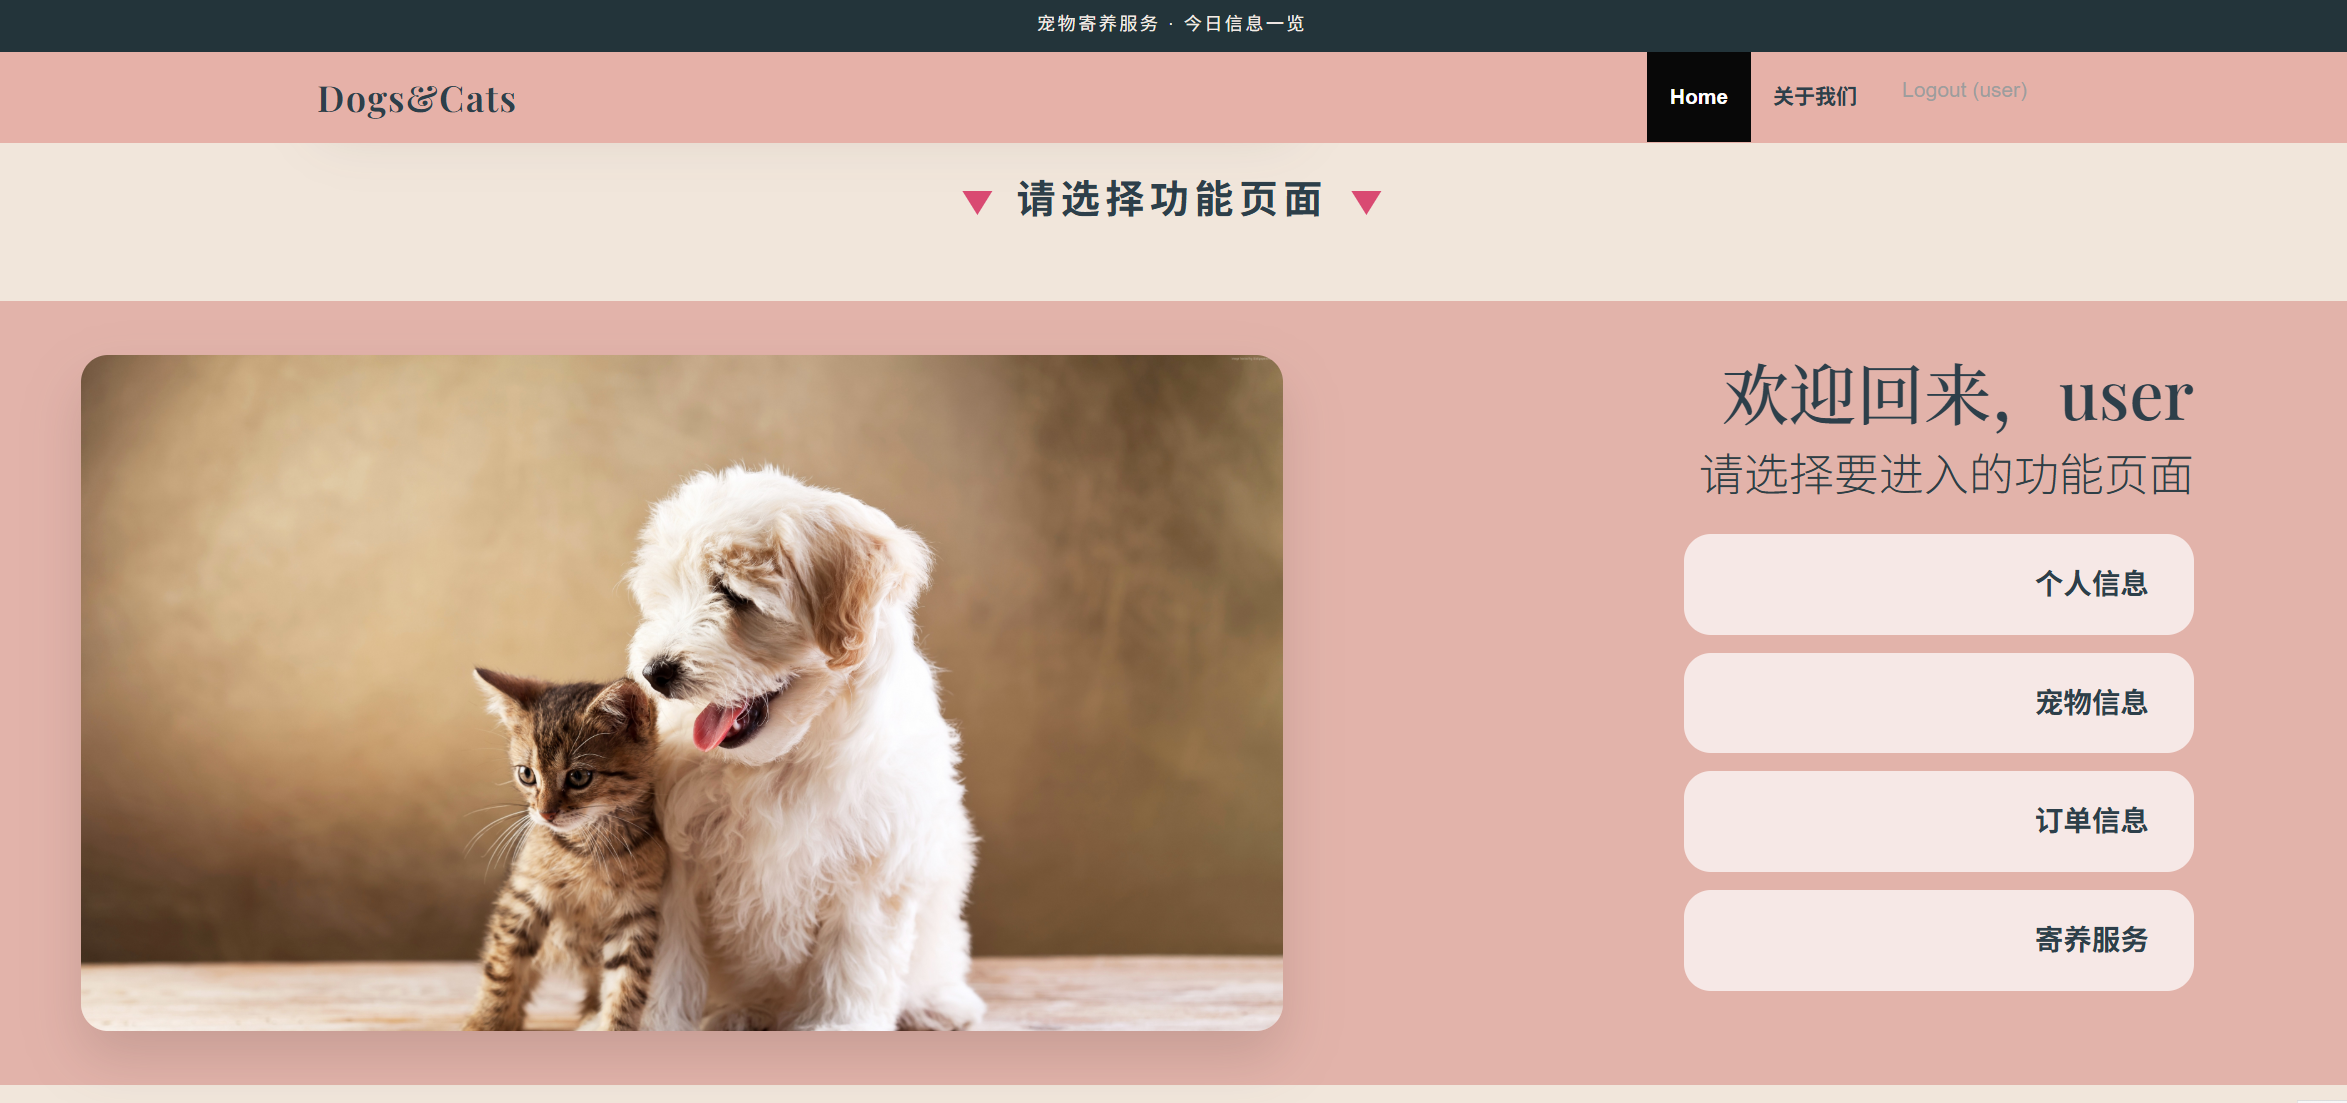 宠物寄养服务 · 今日信息一览
Dogs&Cats
Home
关于我们
Logout (user)
▼ 请选择功能页面 ▼
欢迎回来，user
请选择要进入的功能页面
个人信息
宠物信息
订单信息
寄养服务